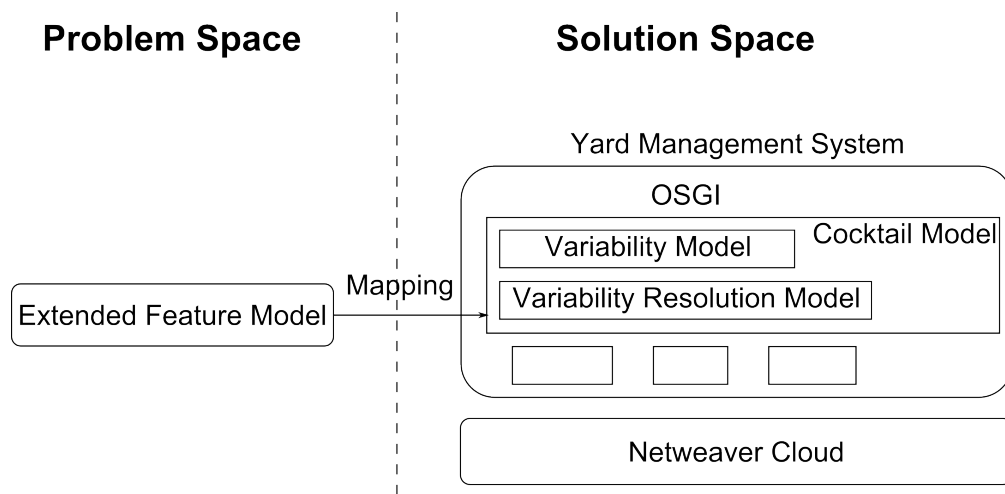 Problem Space
Solution Space
Yard Management System
OSGI
Cocktail Model
Variability Model
Mapping
Variability Resolution Model
Extended Feature Model
Netweaver Cloud